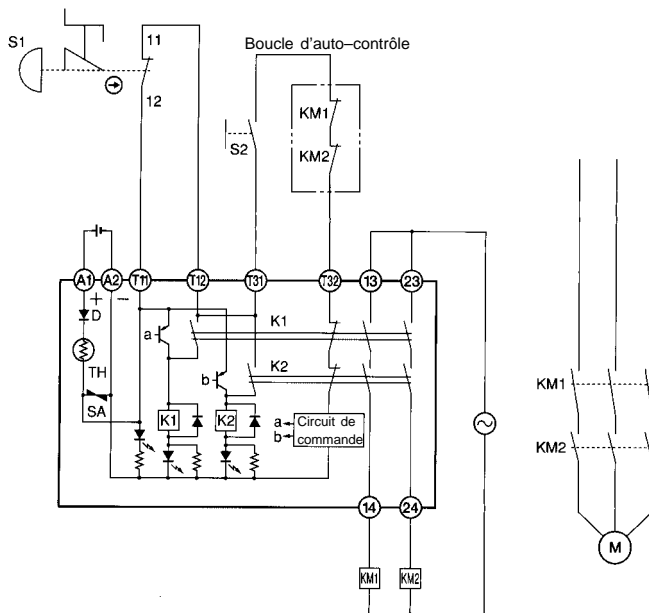 S1
11
12
Boucle d'auto–contrôle
KM1
KM2
S2
A1
A2
T11
T12
T31
T32
13
23
+ -
D
a
K1
TH
b
K2
SA
K1
K2
a
b
Circuit de
commande
14
24
KM1
KM2
KM1
KM2
M